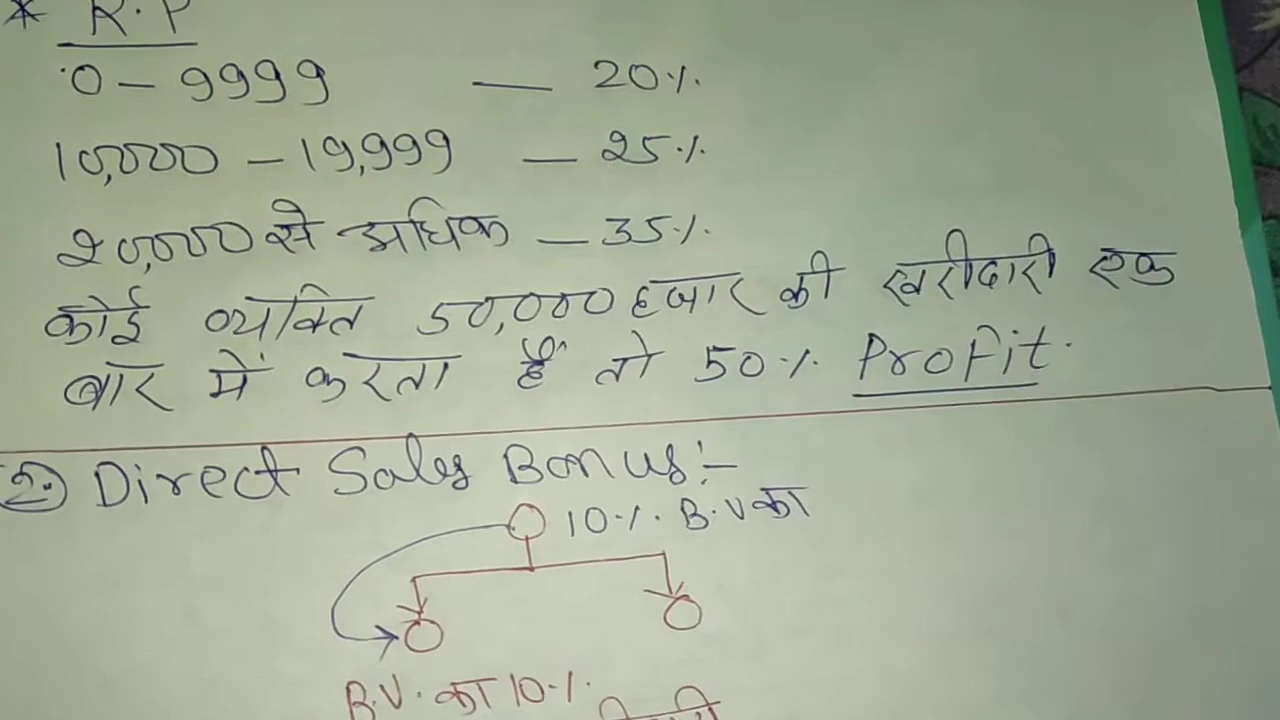 * R.P
0 - 9999 — 20%
10,000 - 19,999 — 25%
20,000 से अधिक — 35%
कोई व्यक्ति 50,000 हजार की खरीदारी एक
बार में करता है तो 50% Profit.
2. Direct Sales Bonus:-
10% B.V का
B.V. का 10%